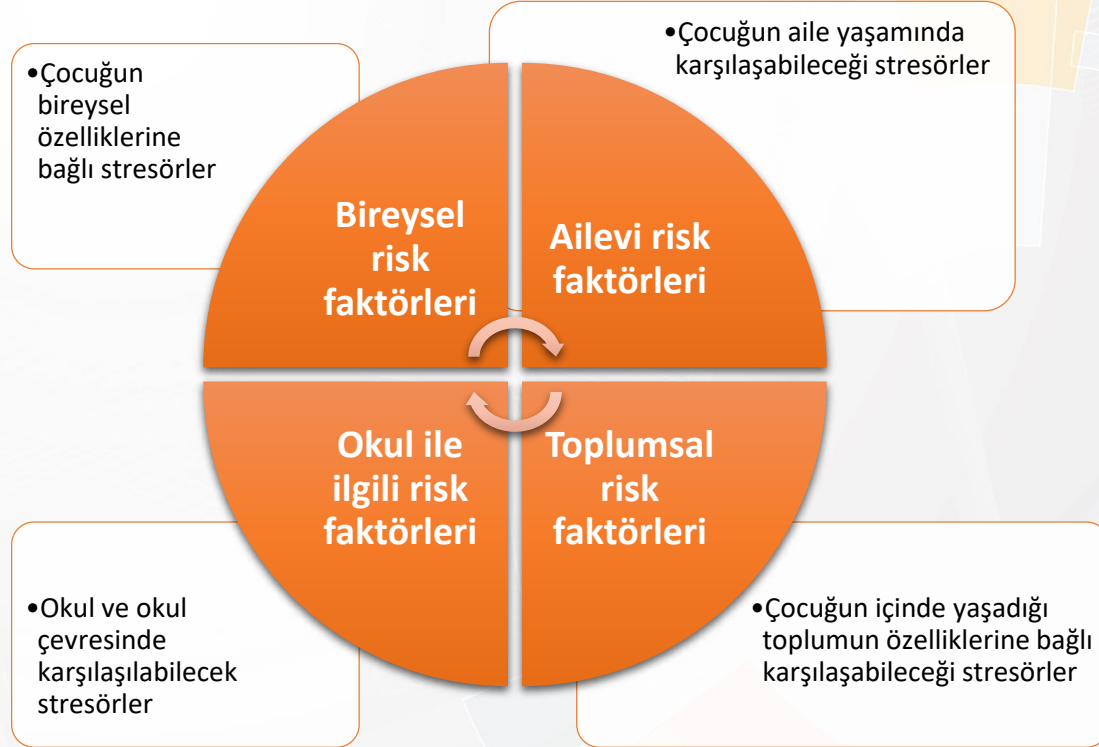 •Çocuğun
bireysel
özelliklerine
bağlı stresörler
•Çocuğun aile yaşamında
karşılaşabileceği stresörler
Bireysel
risk
faktörleri
Ailevi risk
faktörleri
Okul ile
ilgili risk
faktörleri
Toplumsal
risk
faktörleri
•Okul ve okul
çevresinde
karşılaşılabilecek
stresörler
•Çocuğun içinde yaşadığı
toplumun özelliklerine bağlı
karşılaşabileceği stresörler